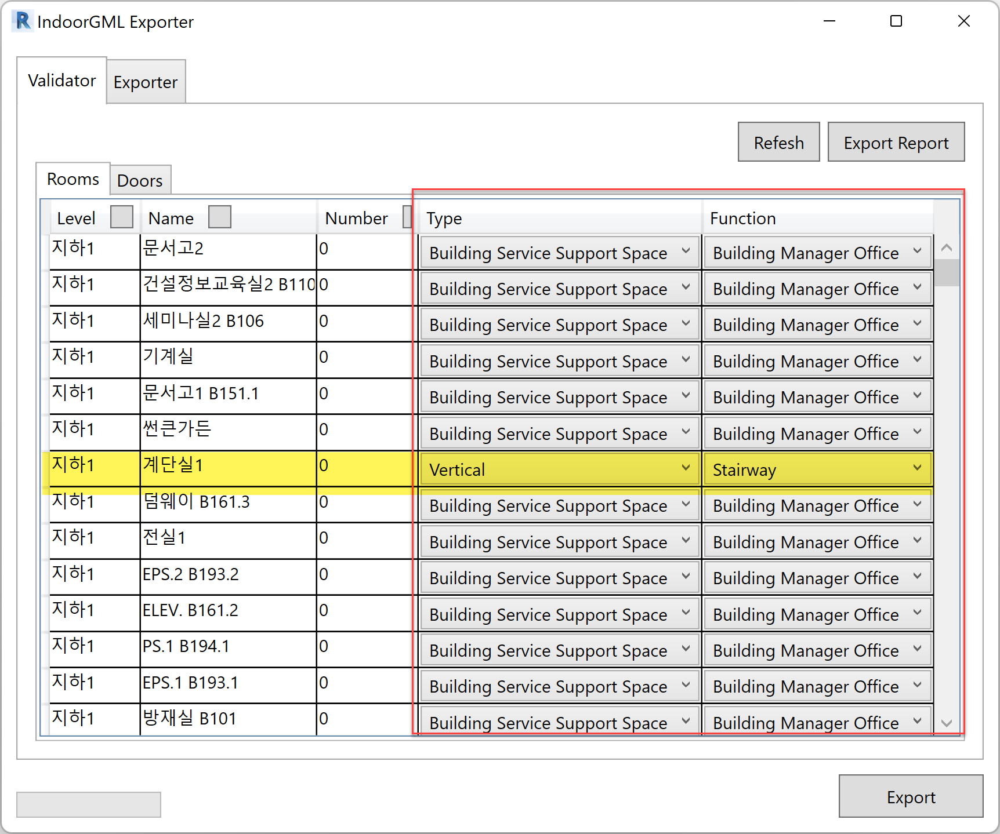 IndoorGML Exporter
Validator Exporter
Refesh Export Report
Rooms Doors
Level Name Number Type Function
지하1 문서고2 0 Building Service Support Space Building Manager Office
지하1 건설정보교육실2 B110 0 Building Service Support Space Building Manager Office
지하1 세미나실2 B106 0 Building Service Support Space Building Manager Office
지하1 기계실 0 Building Service Support Space Building Manager Office
지하1 문서고1 B151.1 0 Building Service Support Space Building Manager Office
지하1 썬큰가든 0 Building Service Support Space Building Manager Office
지하1 계단실1 0 Vertical Stairway
지하1 덤웨이 B161.3 0 Building Service Support Space Building Manager Office
지하1 전실1 0 Building Service Support Space Building Manager Office
지하1 EPS.2 B193.2 0 Building Service Support Space Building Manager Office
지하1 ELEV. B161.2 0 Building Service Support Space Building Manager Office
지하1 PS.1 B194.1 0 Building Service Support Space Building Manager Office
지하1 EPS.1 B193.1 0 Building Service Support Space Building Manager Office
지하1 방재실 B101 0 Building Service Support Space Building Manager Office
Export